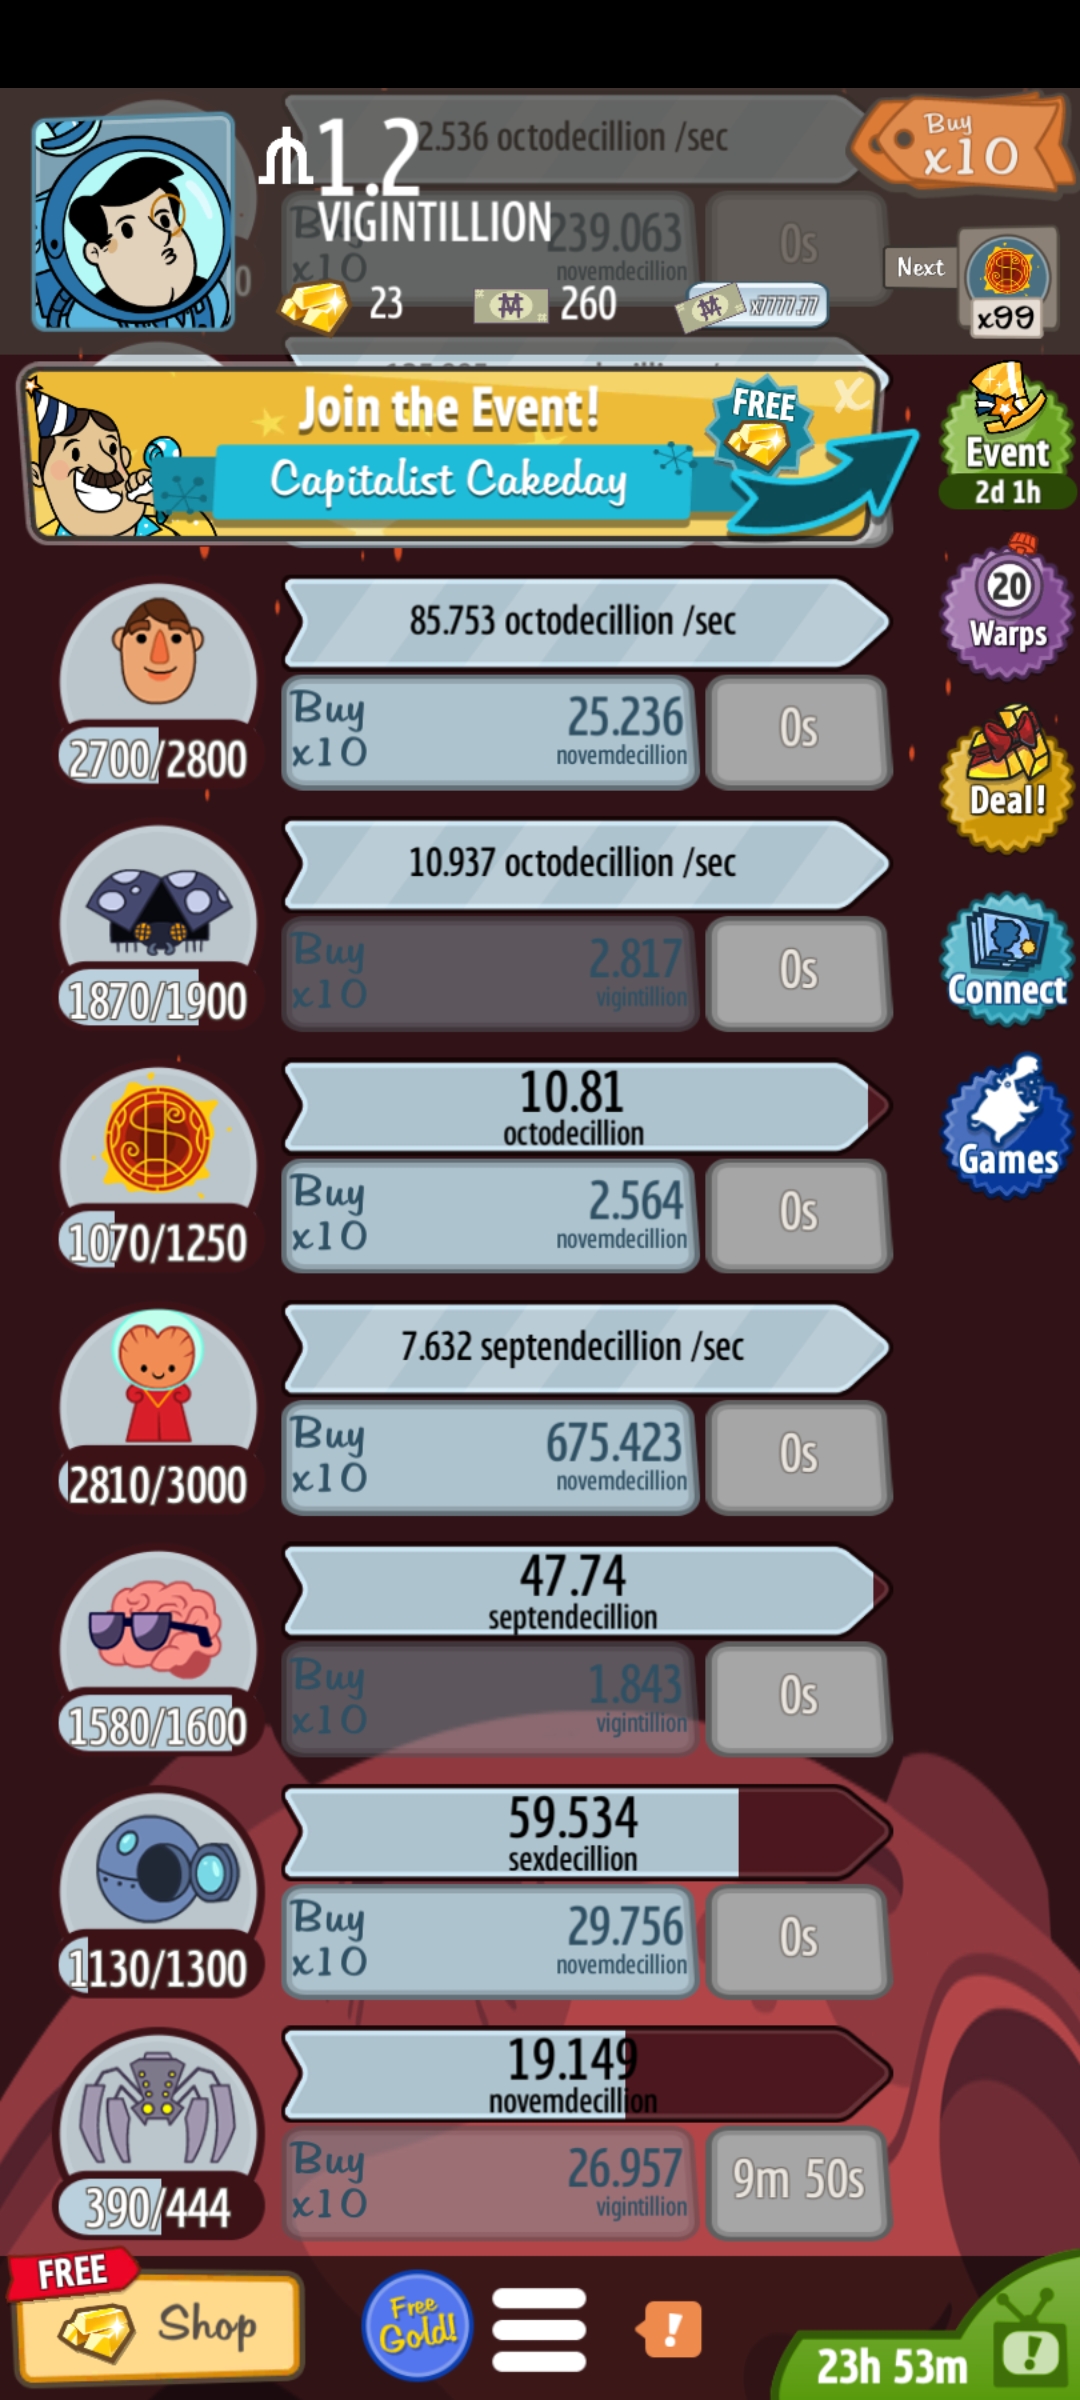 2.536 octodecillion /sec
₼1.2
VIGINTILLION
Buy
x10
239.063
novemdecillion
0s
Buy
x10
Next
x99
23
260
x7777.77
Join the Event!
Capitalist Cakeday
FREE
X
Event
2d 1h
85.753 octodecillion /sec
2700/2800
Buy
x10
25.236
novemdecillion
0s
20
Warps
Deal!
10.937 octodecillion /sec
1870/1900
Buy
x10
2.817
vigintillion
0s
Connect
10.81
octodecillion
1070/1250
Buy
x10
2.564
novemdecillion
0s
Games
7.632 septendecillion /sec
2810/3000
Buy
x10
675.423
novemdecillion
0s
47.74
septendecillion
1580/1600
Buy
x10
1.843
vigintillion
0s
59.534
sexdecillion
1130/1300
Buy
x10
29.756
novemdecillion
0s
19.149
novemdecillion
390/444
Buy
x10
26.957
vigintillion
9m 50s
FREE
Shop
Free
Gold!
!
23h 53m
!